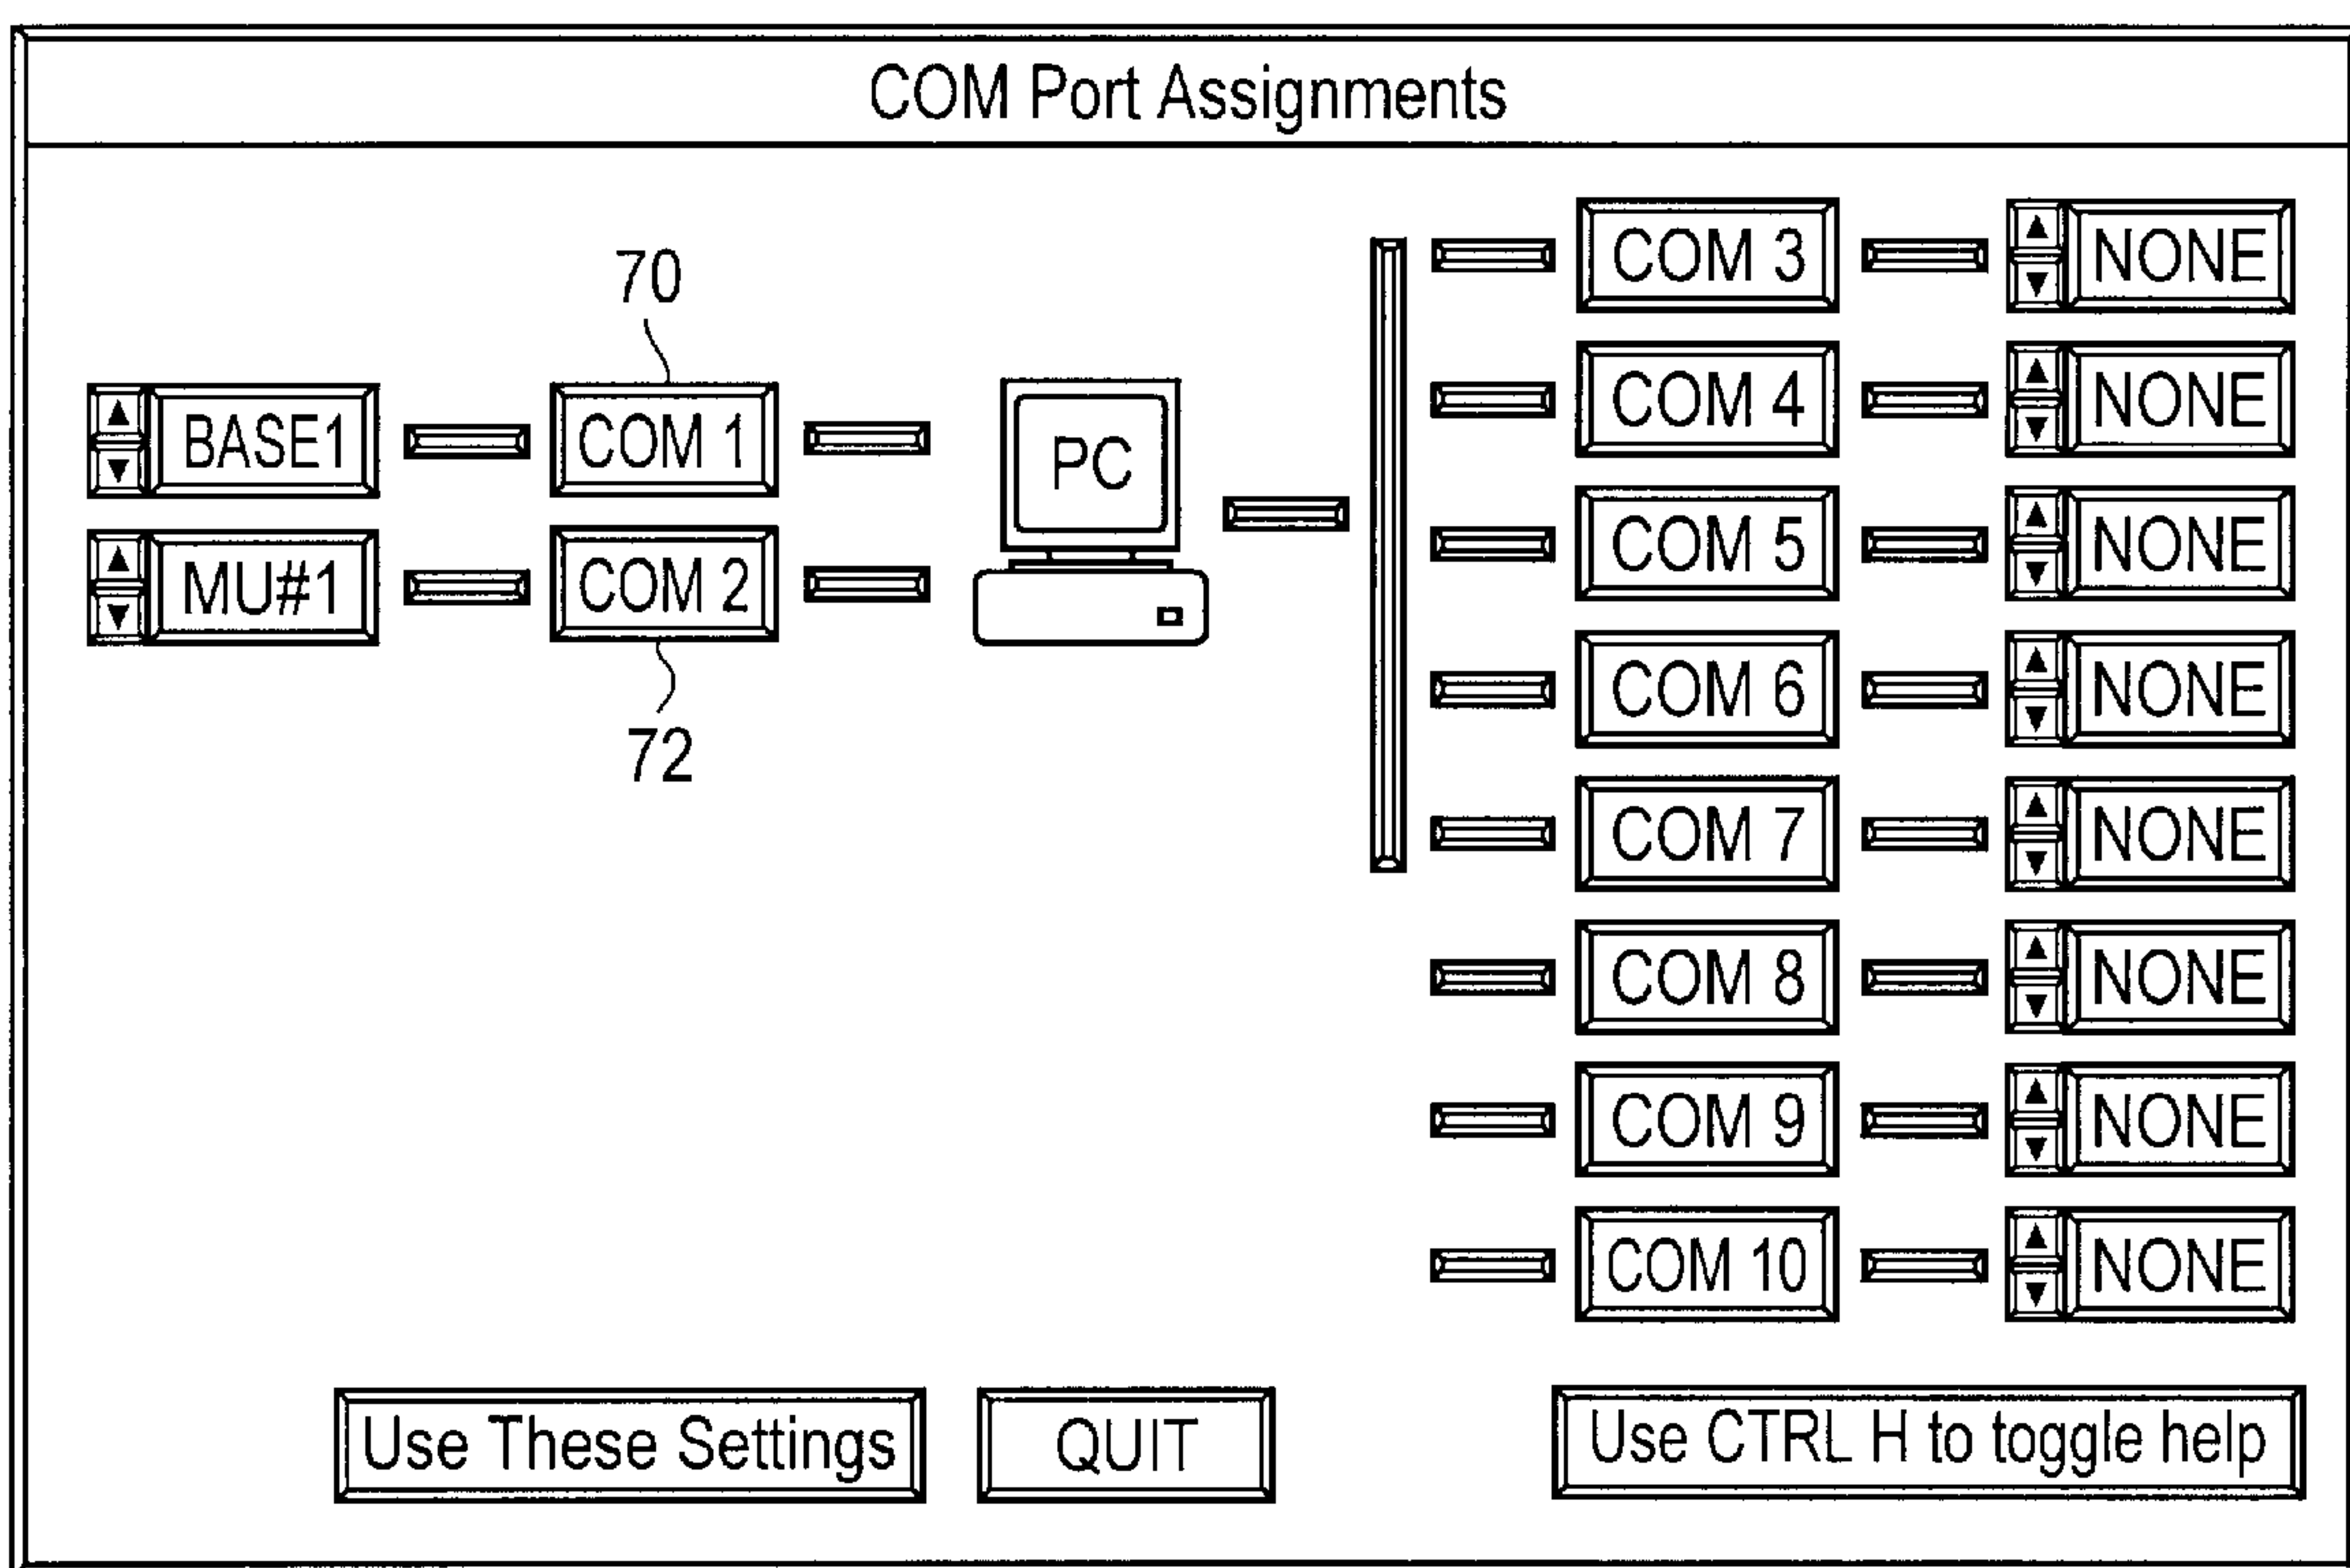 COM Port Assignments
70
BASE1 COM 1
MU#1 COM 2
72
PC
COM 3 NONE
COM 4 NONE
COM 5 NONE
COM 6 NONE
COM 7 NONE
COM 8 NONE
COM 9 NONE
COM 10 NONE
Use These Settings QUIT Use CTRL H to toggle help